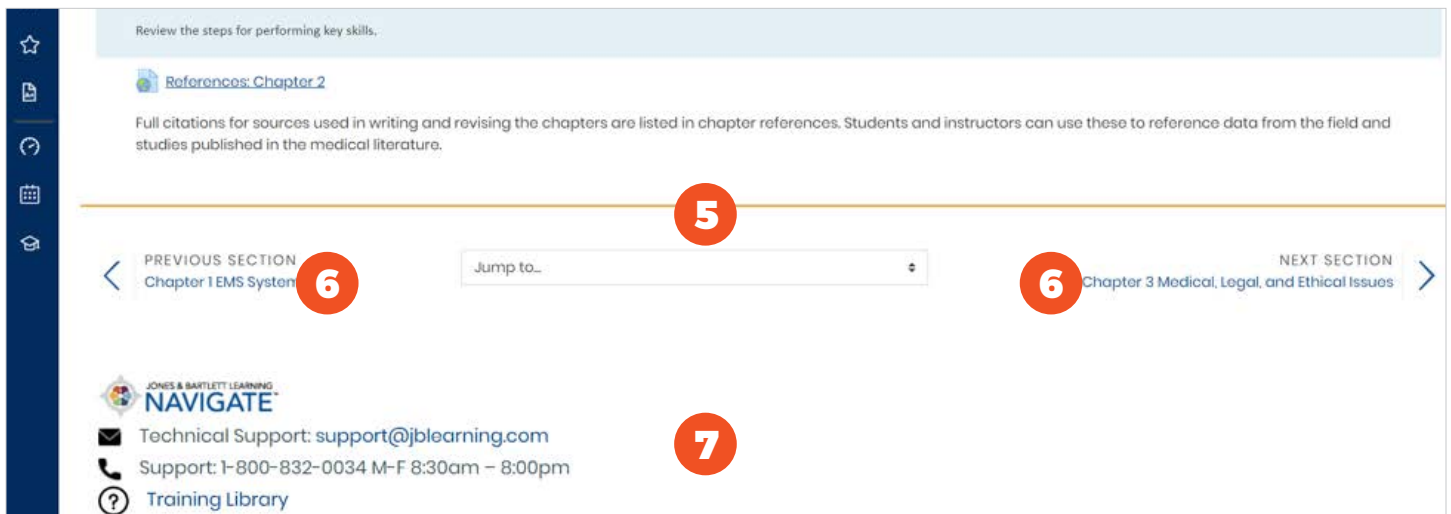 Review the steps for performing key skills.
References: Chapter 2
Full citations for sources used in writing and revising the chapters are listed in chapter references. Students and instructors can use these to reference data from the field and
studies published in the medical literature.
5
PREVIOUS SECTION
Chapter 1 EMS System
6
Jump to...
6
NEXT SECTION
Chapter 3 Medical, Legal, and Ethical Issues
JONES & BARTLETT LEARNING
NAVIGATE™
Technical Support: support@jblearning.com
7
Support: 1-800-832-0034 M-F 8:30am – 8:00pm
Training Library